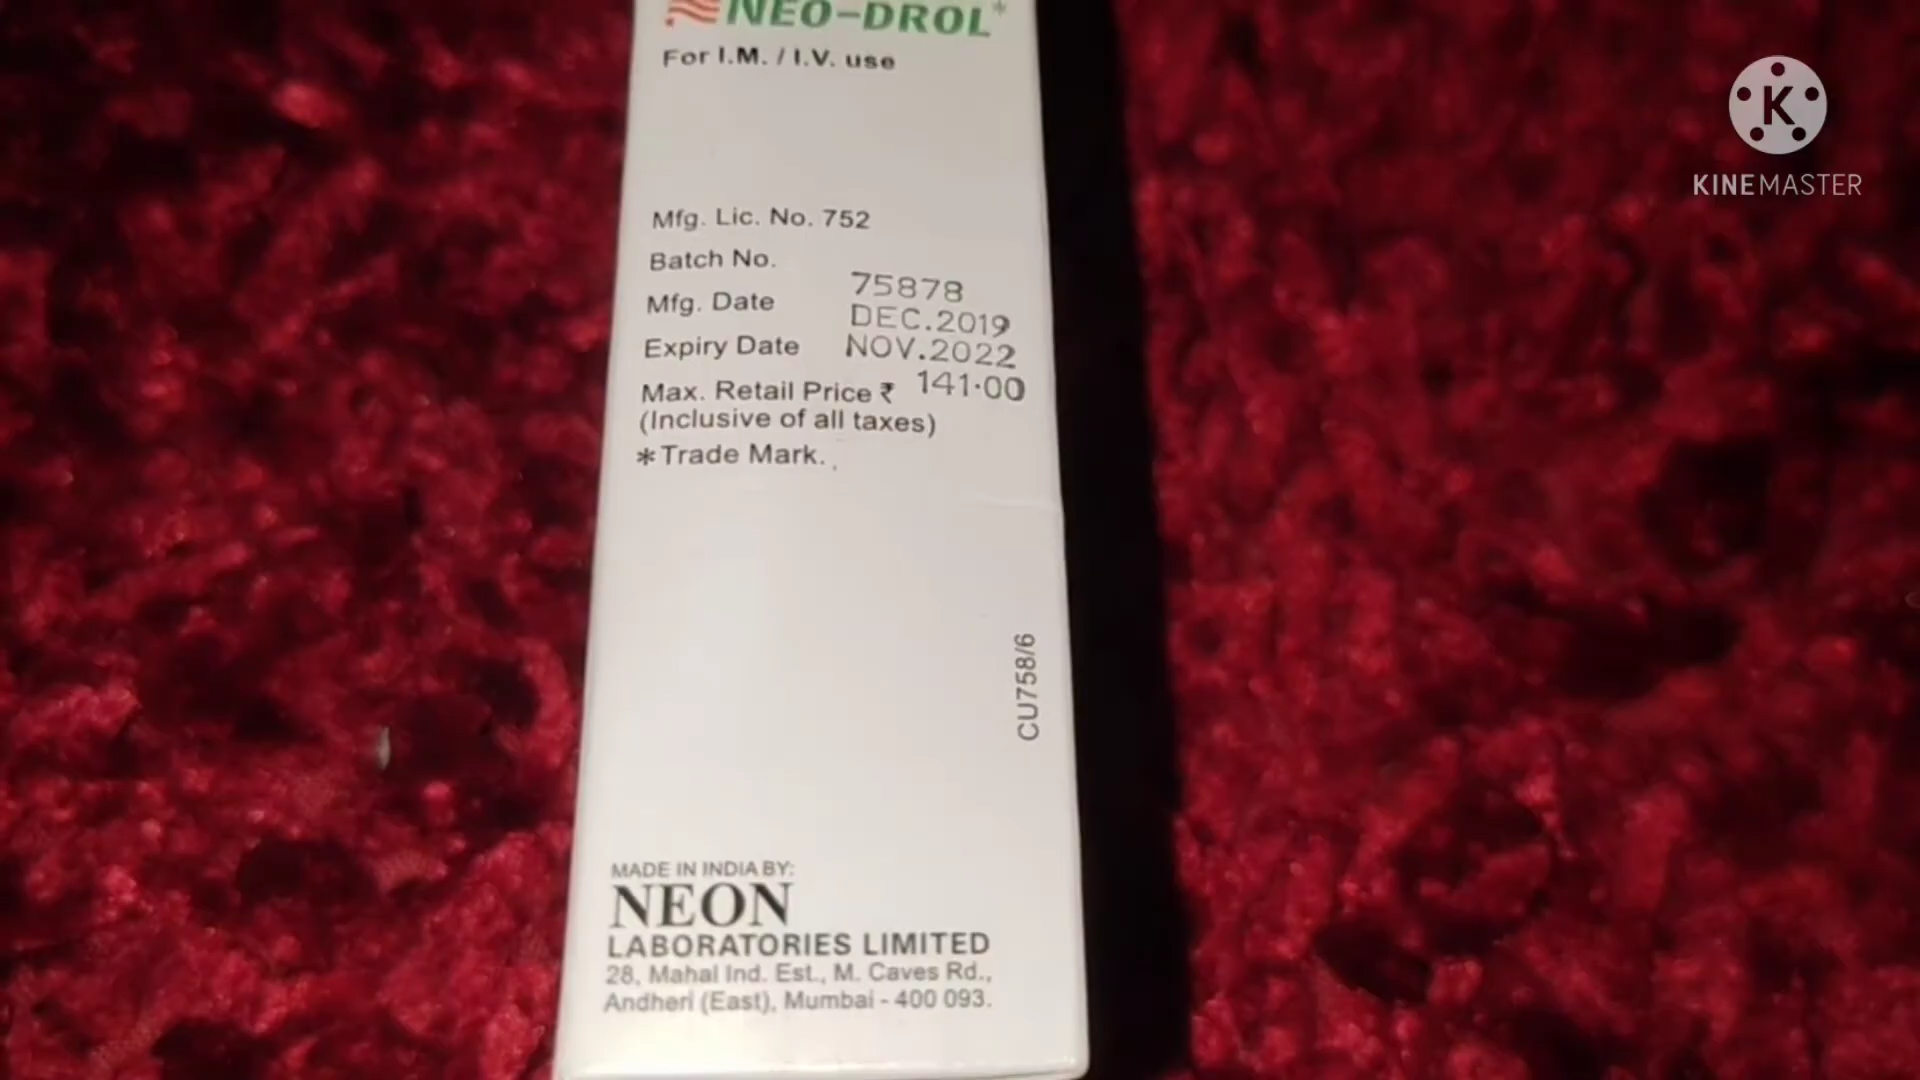 NEO-DROL*
For I.M. / I.V. use
Mfg. Lic. No. 752
Batch No. 75878
Mfg. Date DEC.2019
Expiry Date NOV.2022
Max. Retail Price ₹ 141·00
(Inclusive of all taxes)
*Trade Mark.
CU758/6
MADE IN INDIA BY:
NEON
LABORATORIES LIMITED
28, Mahal Ind. Est., M. Caves Rd.,
Andheri (East), Mumbai - 400 093.
K
KINEMASTER